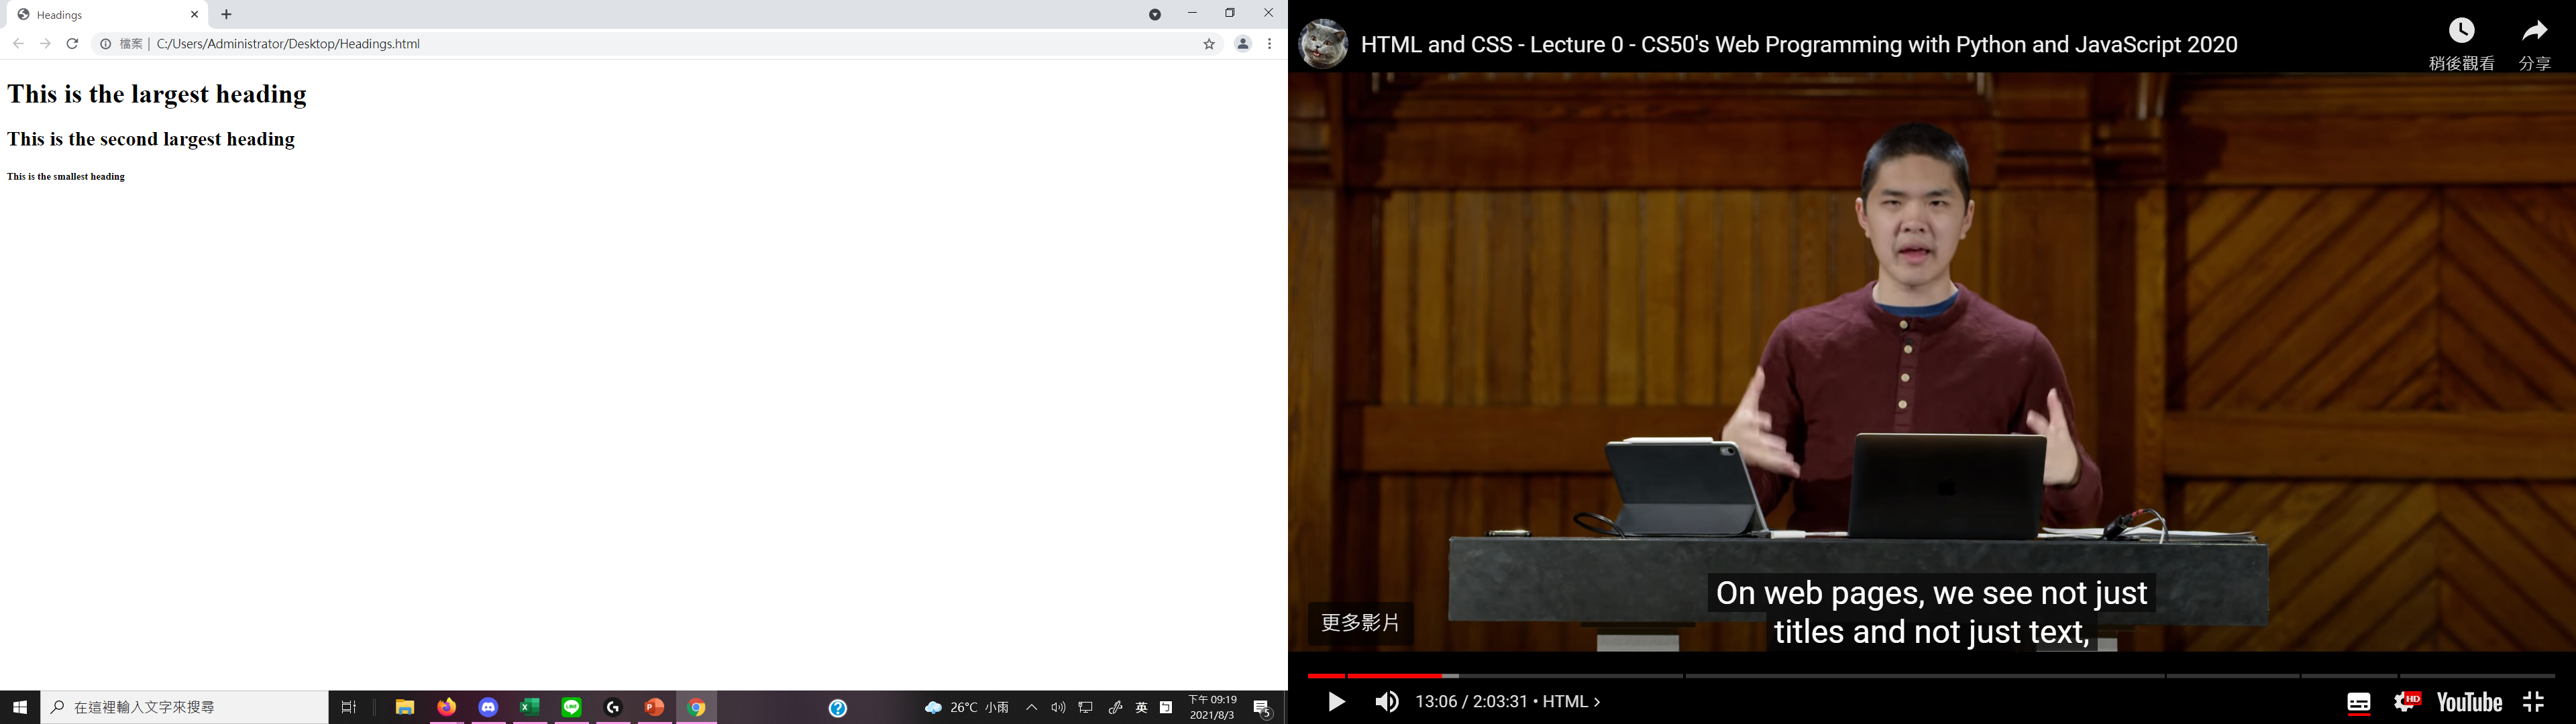 Headings
檔案 | C:/Users/Administrator/Desktop/Headings.html
This is the largest heading
This is the second largest heading
This is the smallest heading
在這裡輸入文字來搜尋
26°C 小雨
英
下午 09:19
2021/8/3
5
HTML and CSS - Lecture 0 - CS50's Web Programming with Python and JavaScript 2020
稍後觀看
分享
On web pages, we see not just
titles and not just text,
更多影片
13:06 / 2:03:31 • HTML
HD
YouTube